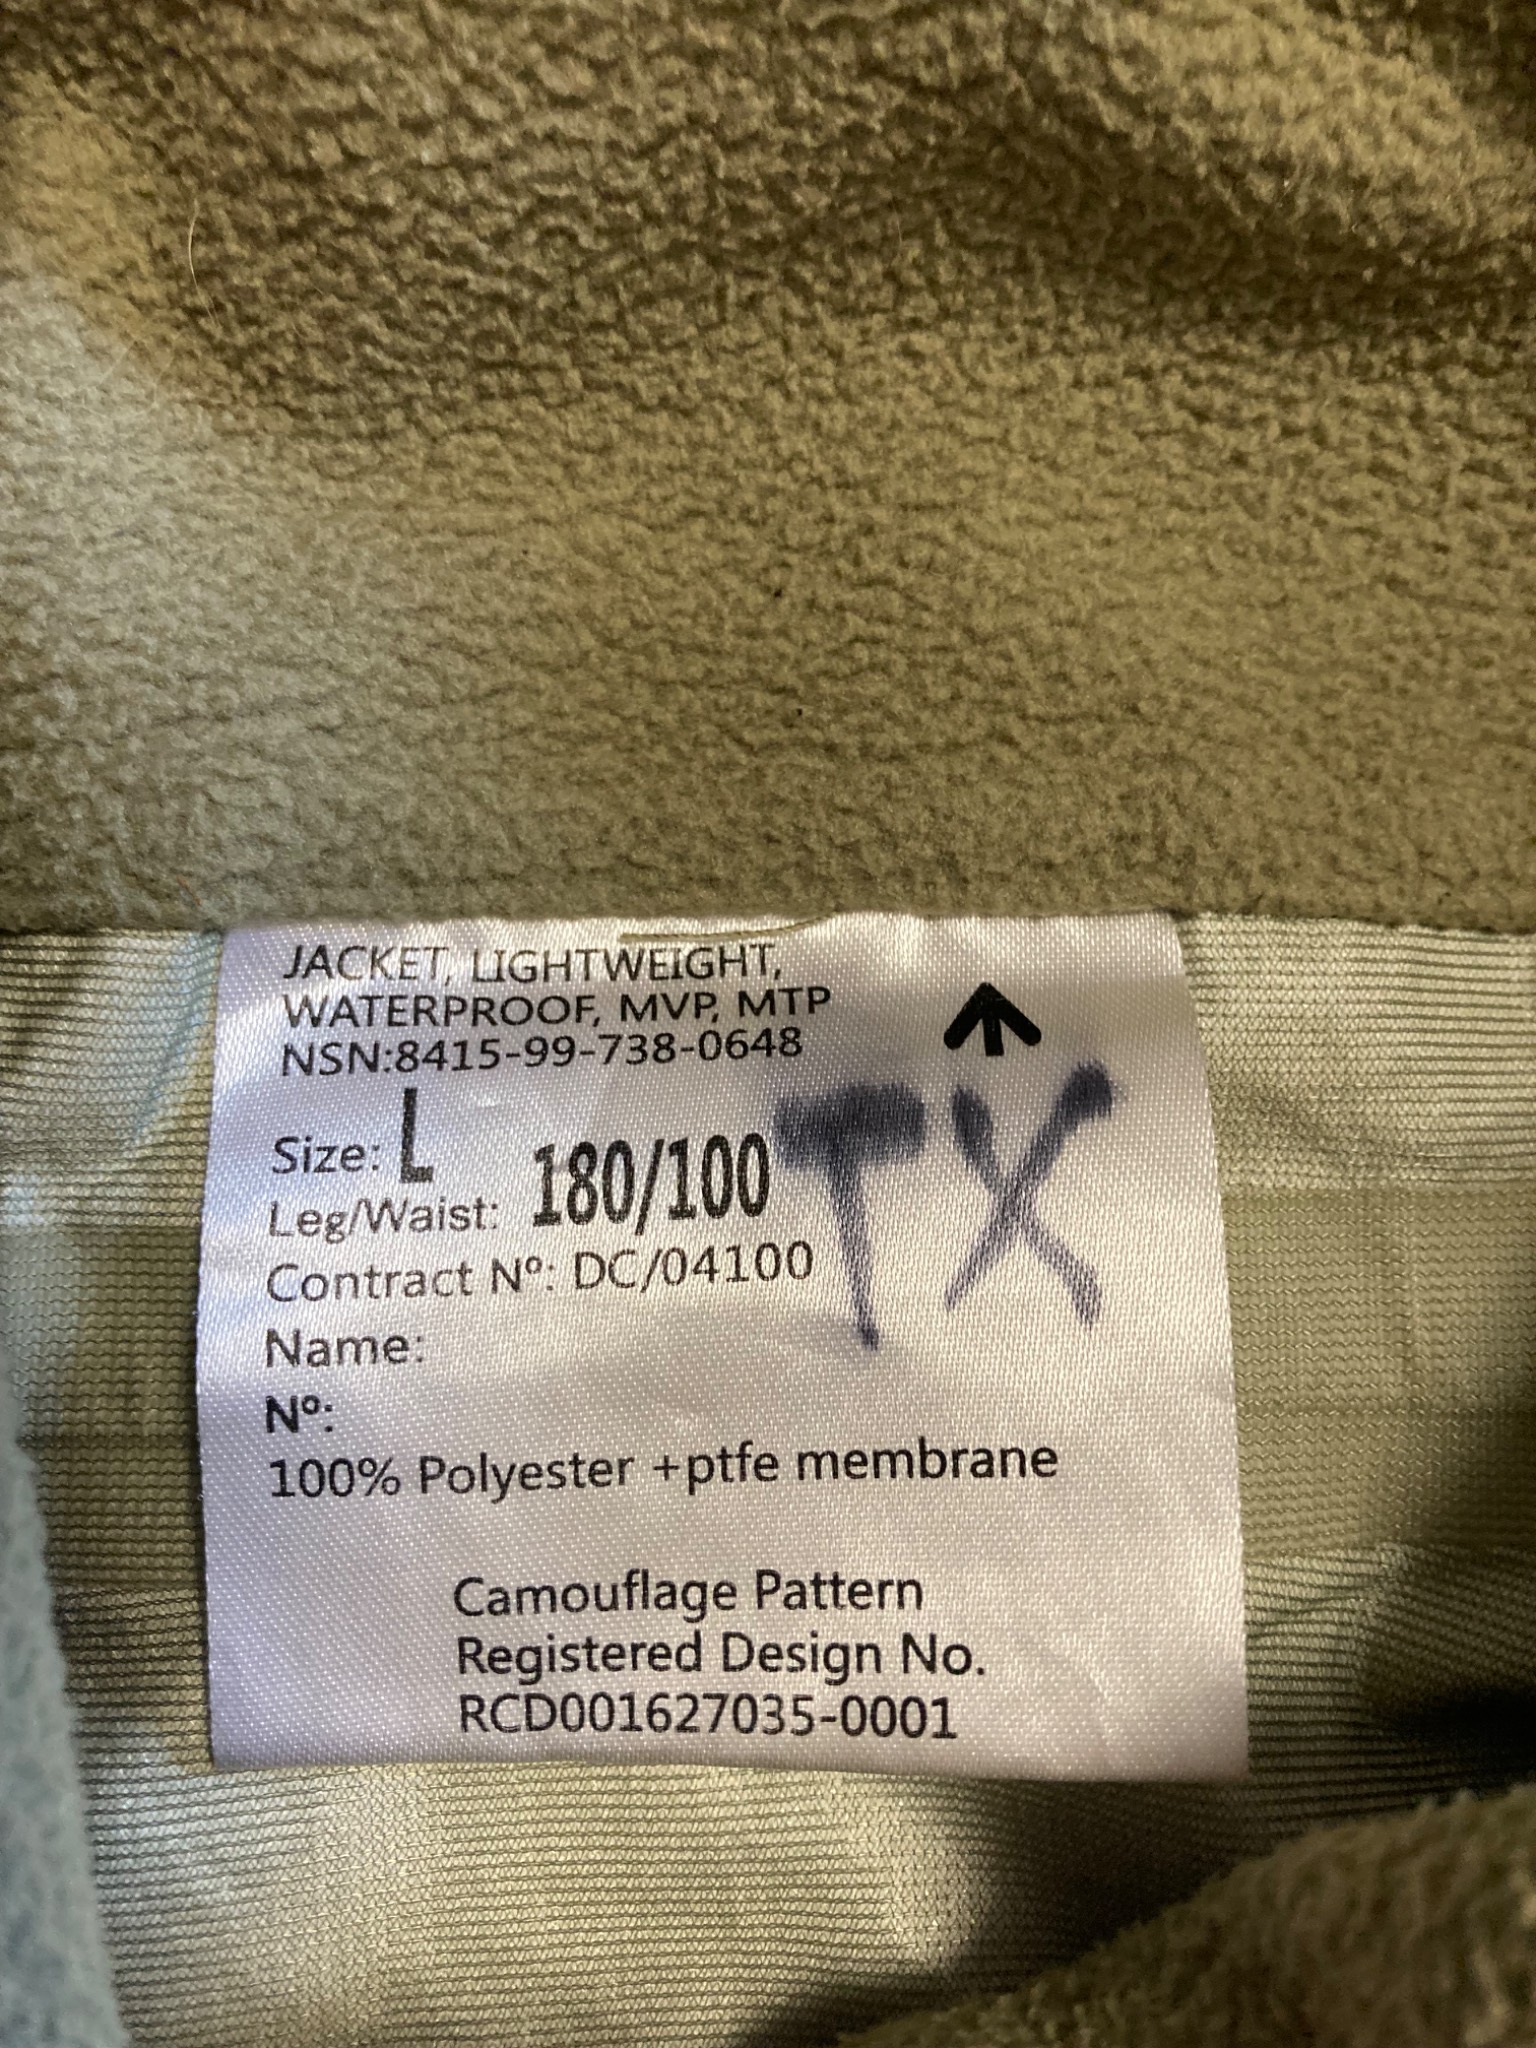 JACKET, LIGHTWEIGHT,
WATERPROOF, MVP, MTP
NSN:8415-99-738-0648
Size: L
TX
Leg/Waist: 180/100
Contract Nº: DC/04100
Name:
Nº:
100% Polyester +ptfe membrane
Camouflage Pattern
Registered Design No.
RCD001627035-0001